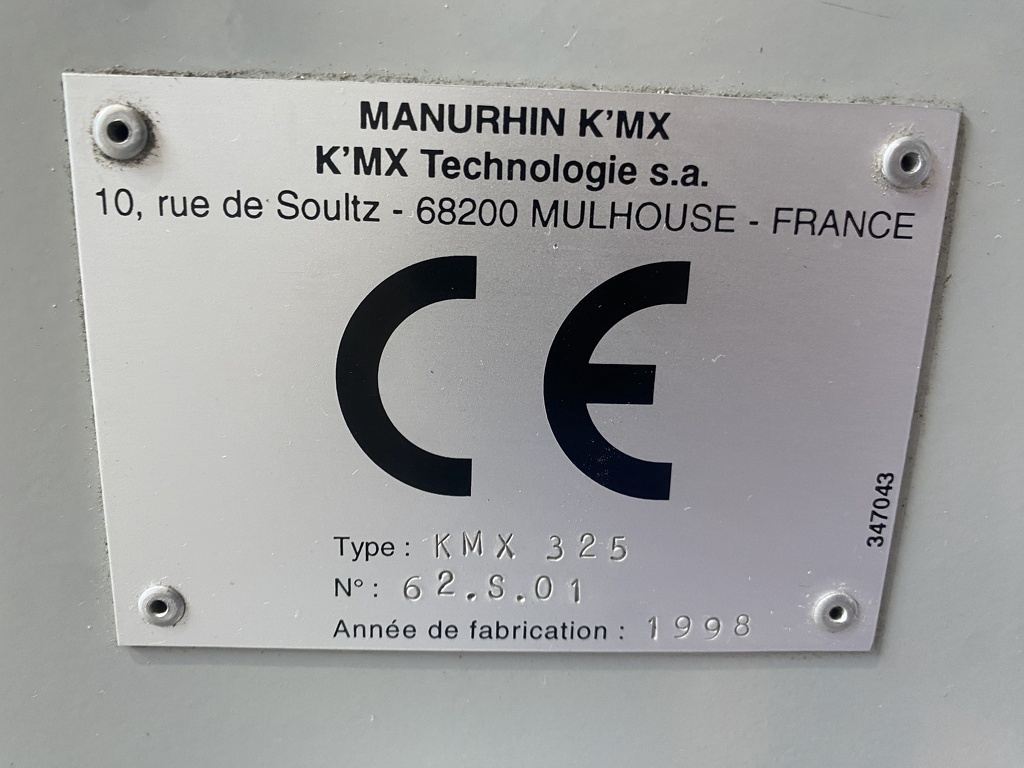 MANURHIN K'MX
K'MX Technologie s.a.
10, rue de Soultz - 68200 MULHOUSE - FRANCE
CE
Type : KMX 325
N° : 62.S.01
Année de fabrication : 1998
347043